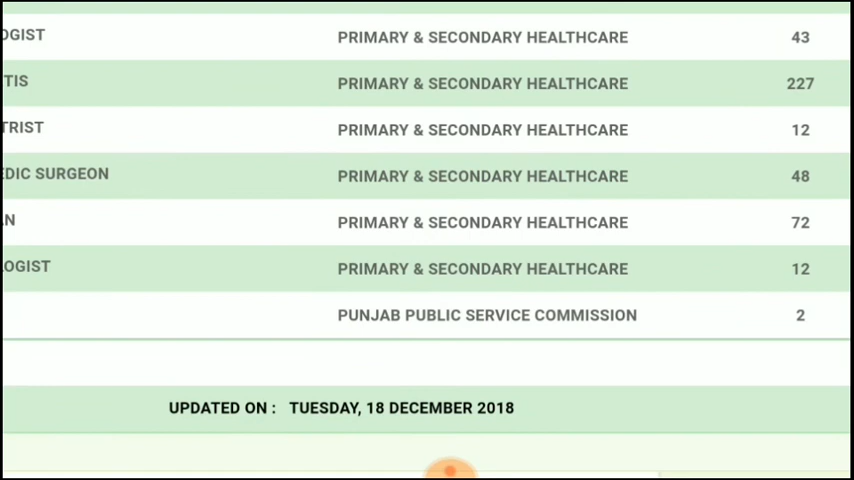 OGIST PRIMARY & SECONDARY HEALTHCARE 43
TIS PRIMARY & SECONDARY HEALTHCARE 227
TRIST PRIMARY & SECONDARY HEALTHCARE 12
EDIC SURGEON PRIMARY & SECONDARY HEALTHCARE 48
AN PRIMARY & SECONDARY HEALTHCARE 72
LOGIST PRIMARY & SECONDARY HEALTHCARE 12
PUNJAB PUBLIC SERVICE COMMISSION 2
UPDATED ON : TUESDAY, 18 DECEMBER 2018